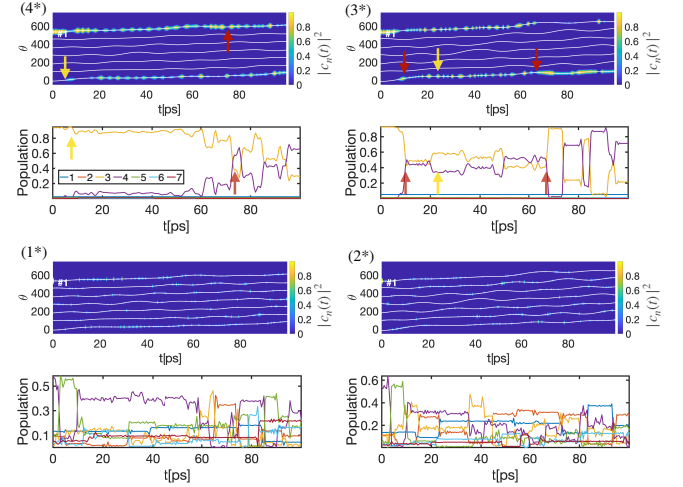 (4*)
600
400
200
0
θ
#1
0 20 40 60 80
t[ps]
0.8
0.6
0.4
0.2
0
| c_n(t) |^2
Population
0.8
0.6
0.4
0.2
1 2 3 4 5 6 7
0 20 40 60 80
t[ps]
(3*)
600
400
200
0
θ
#1
0 20 40 60 80
t[ps]
0.8
0.6
0.4
0.2
0
| c_n(t) |^2
Population
0.8
0.6
0.4
0.2
0 20 40 60 80
t[ps]
(1*)
600
400
200
0
θ
#1
0 20 40 60 80
t[ps]
0.8
0.6
0.4
0.2
0
| c_n(t) |^2
Population
0.5
0.3
0.1
0 20 40 60 80
t[ps]
(2*)
600
400
200
0
θ
#1
0 20 40 60 80
t[ps]
0.8
0.6
0.4
0.2
0
| c_n(t) |^2
Population
0.6
0.4
0.2
0 20 40 60 80
t[ps]